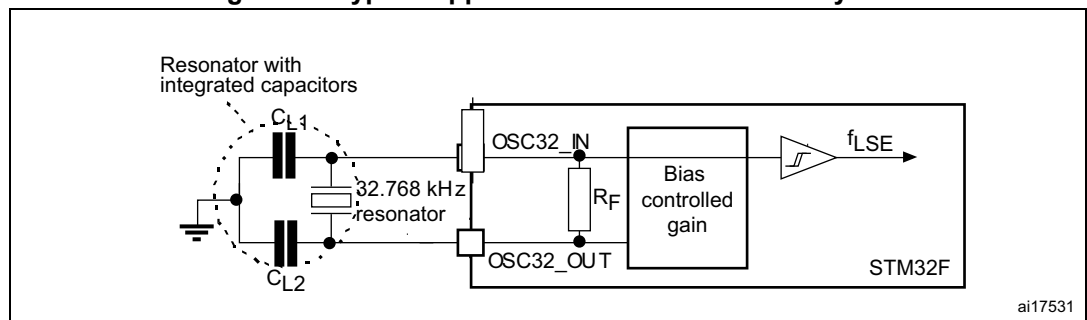 Resonator with
integrated capacitors
CL1
OSC32_IN
fLSE
32.768 kHz
resonator
RF
Bias
controlled
gain
OSC32_OUT
STM32F
CL2
ai17531